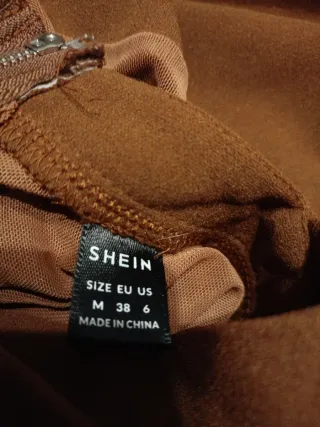 SHEIN
SIZE EU US
M 38 6
MADE IN CHINA